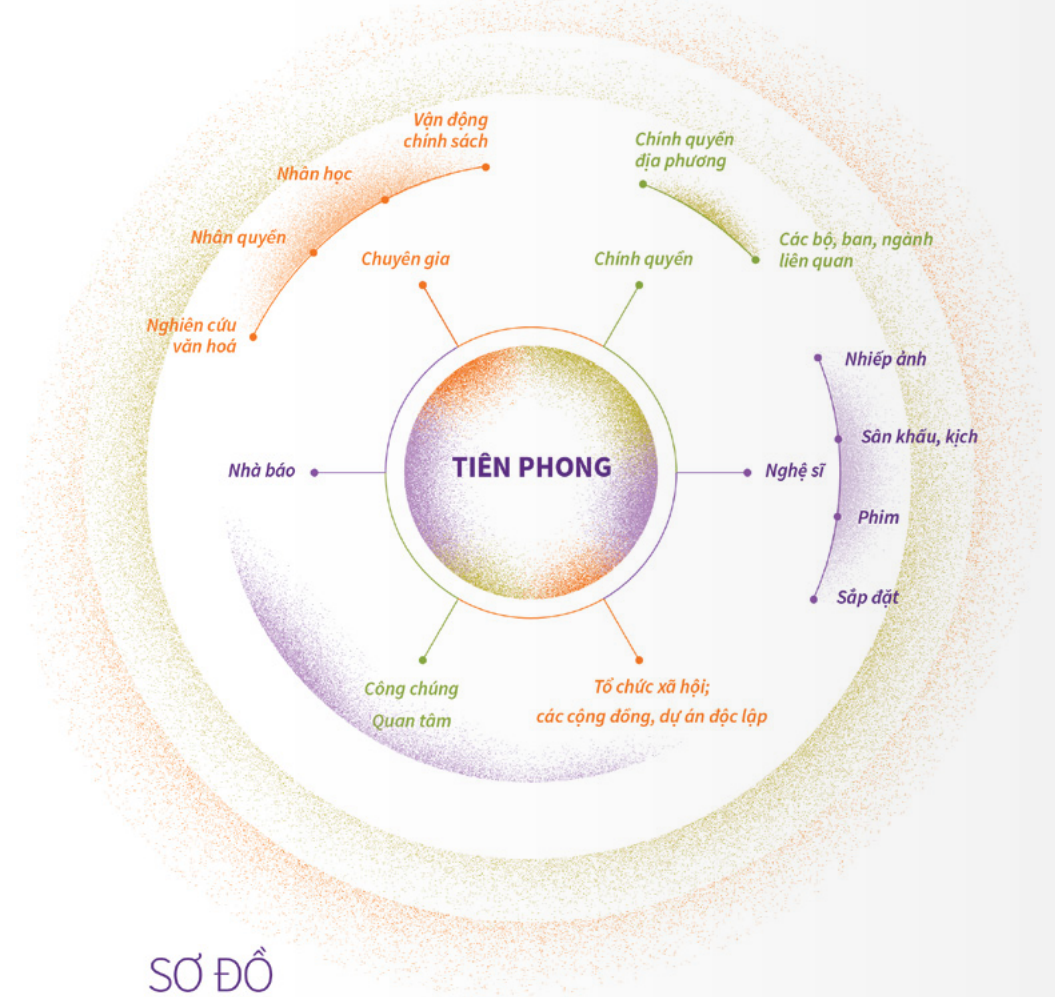 Vận động
chính sách
Nhân học
Nhân quyền
Nghiên cứu
văn hoá
Chuyên gia
Chính quyền
địa phương
Các bộ, ban, ngành
liên quan
Chính quyền
Nhiếp ảnh
Sân khấu, kịch
Phim
Sắp đặt
Nhà báo
TIÊN PHONG
Nghệ sĩ
Công chúng
Quan tâm
Tổ chức xã hội;
các cộng đồng, dự án độc lập
SƠ ĐỒ